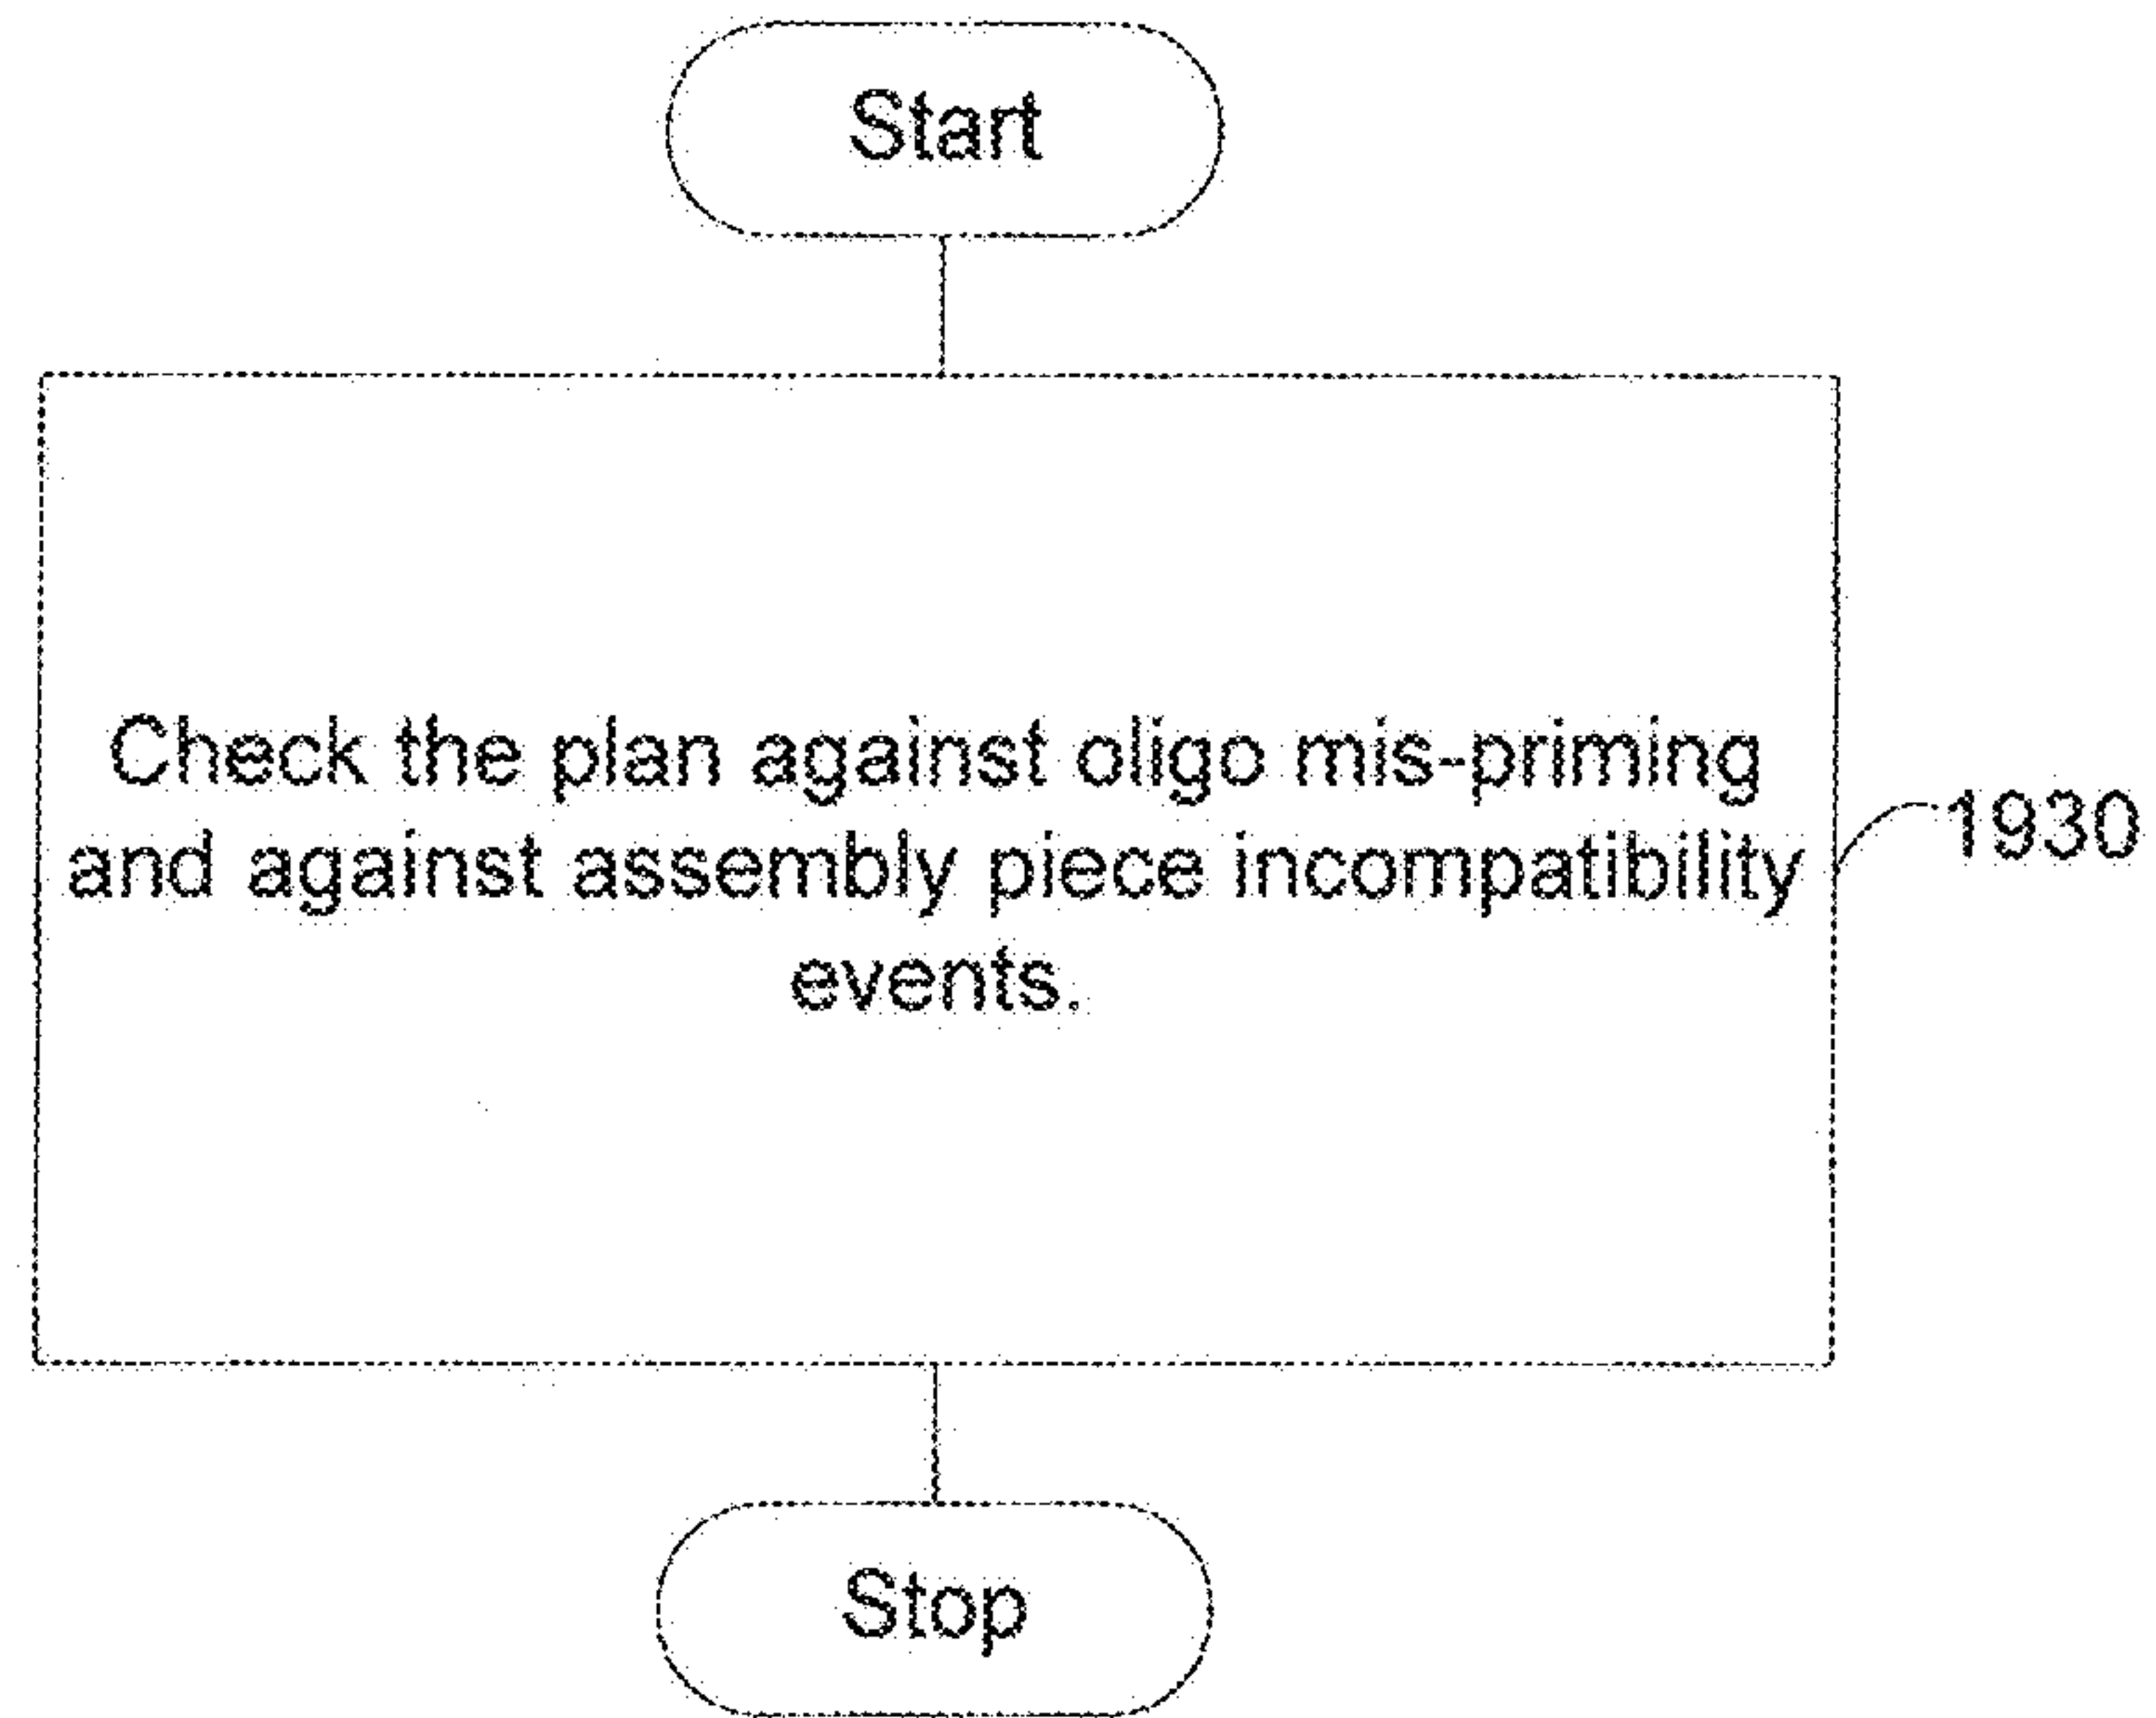 Start
Check the plan against oligo mis-priming
and against assembly piece incompatibility
events.
1930
Stop